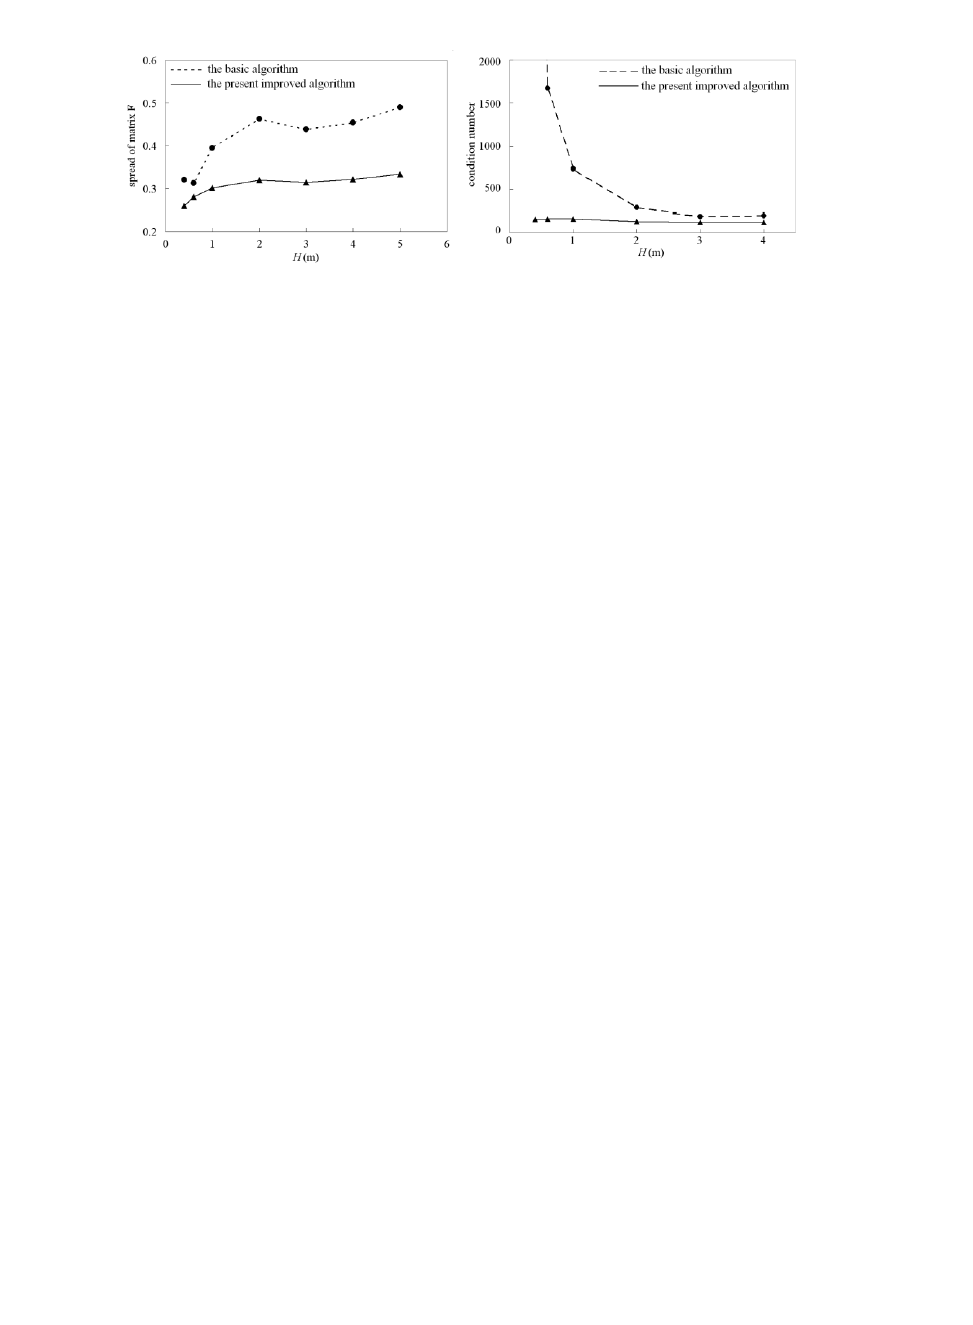 0.6
the basic algorithm
the present improved algorithm
0.5
0.4
0.3
0.2
spread of matrix F
0 1 2 3 4 5 6
H (m)
2000
the basic algorithm
the present improved algorithm
1500
1000
500
0
condition number
0 1 2 3 4
H (m)